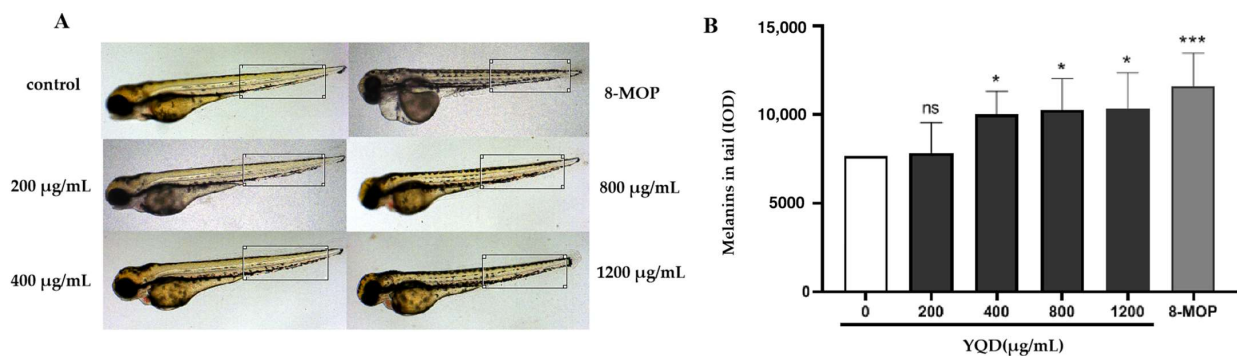 A
control
8-MOP
200 μg/mL
800 μg/mL
400 μg/mL
1200 μg/mL
B
Melanins in tail (IOD)
15,000
10,000
5000
0
ns
*
*
*
***
0 200 400 800 1200 8-MOP
YQD(μg/mL)